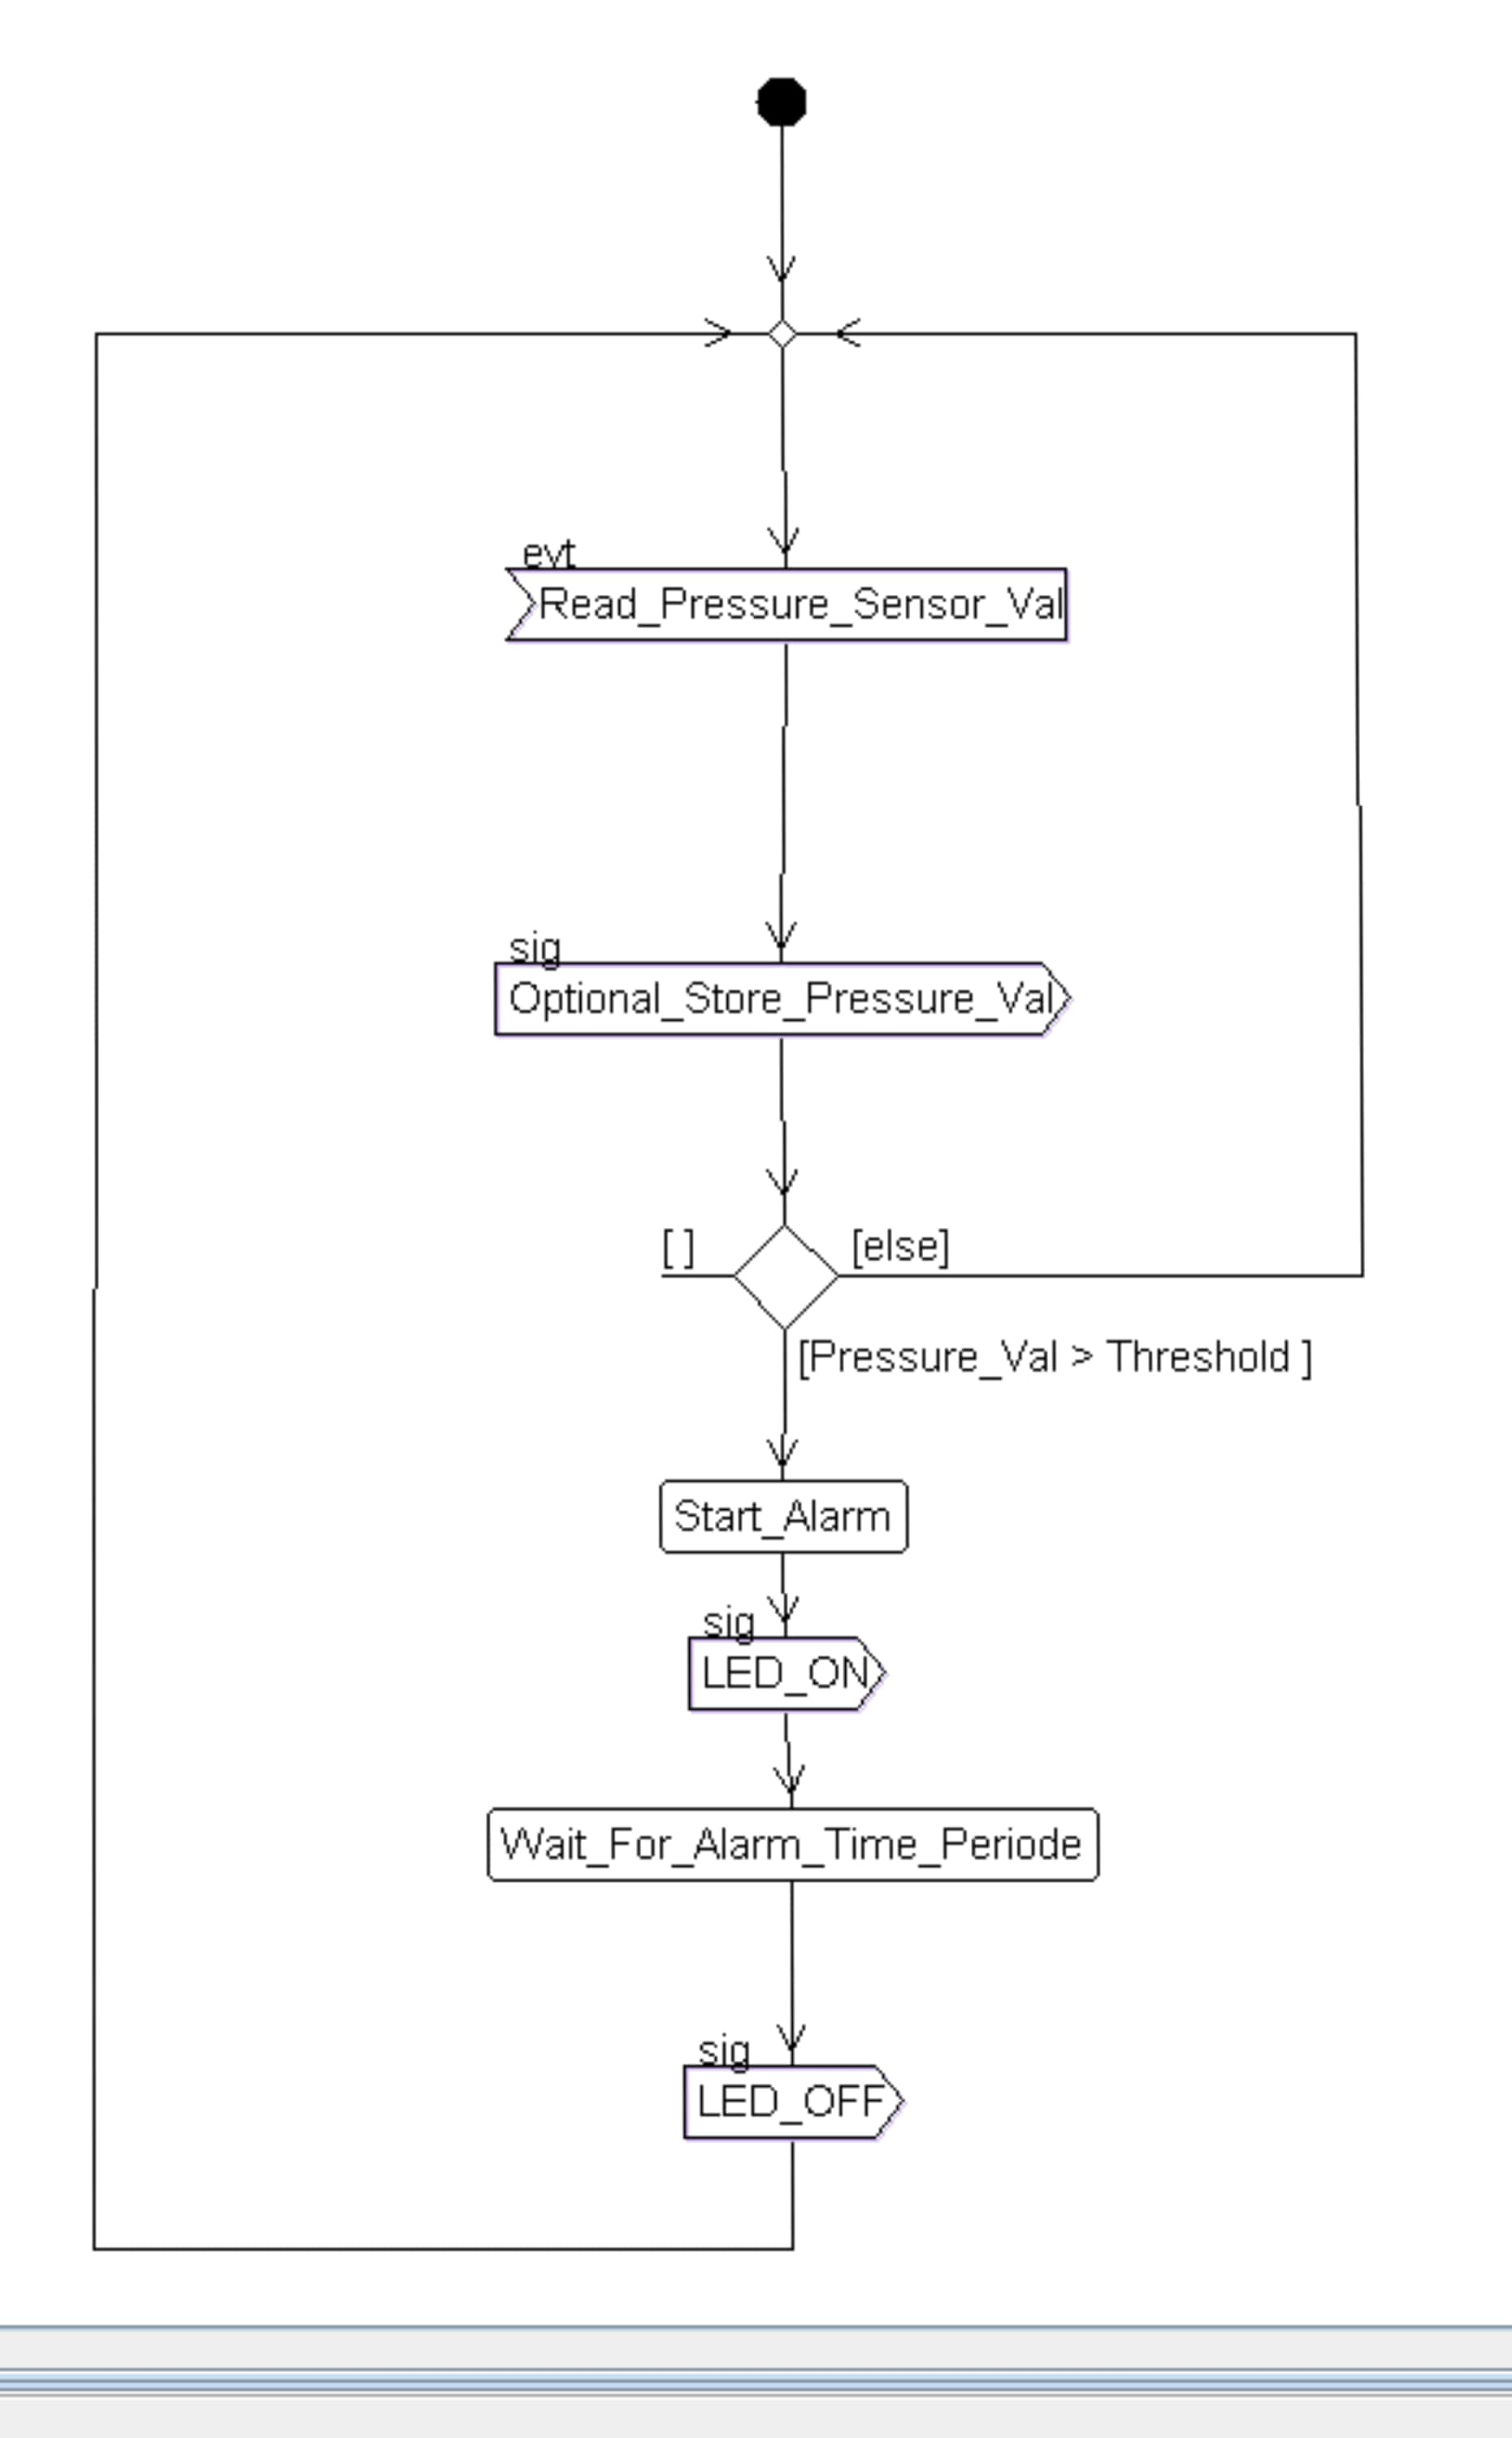 evt
Read_Pressure_Sensor_Val
sig
Optional_Store_Pressure_Val
[ ]
[else]
[Pressure_Val > Threshold ]
Start_Alarm
sig
LED_ON
Wait_For_Alarm_Time_Periode
sig
LED_OFF